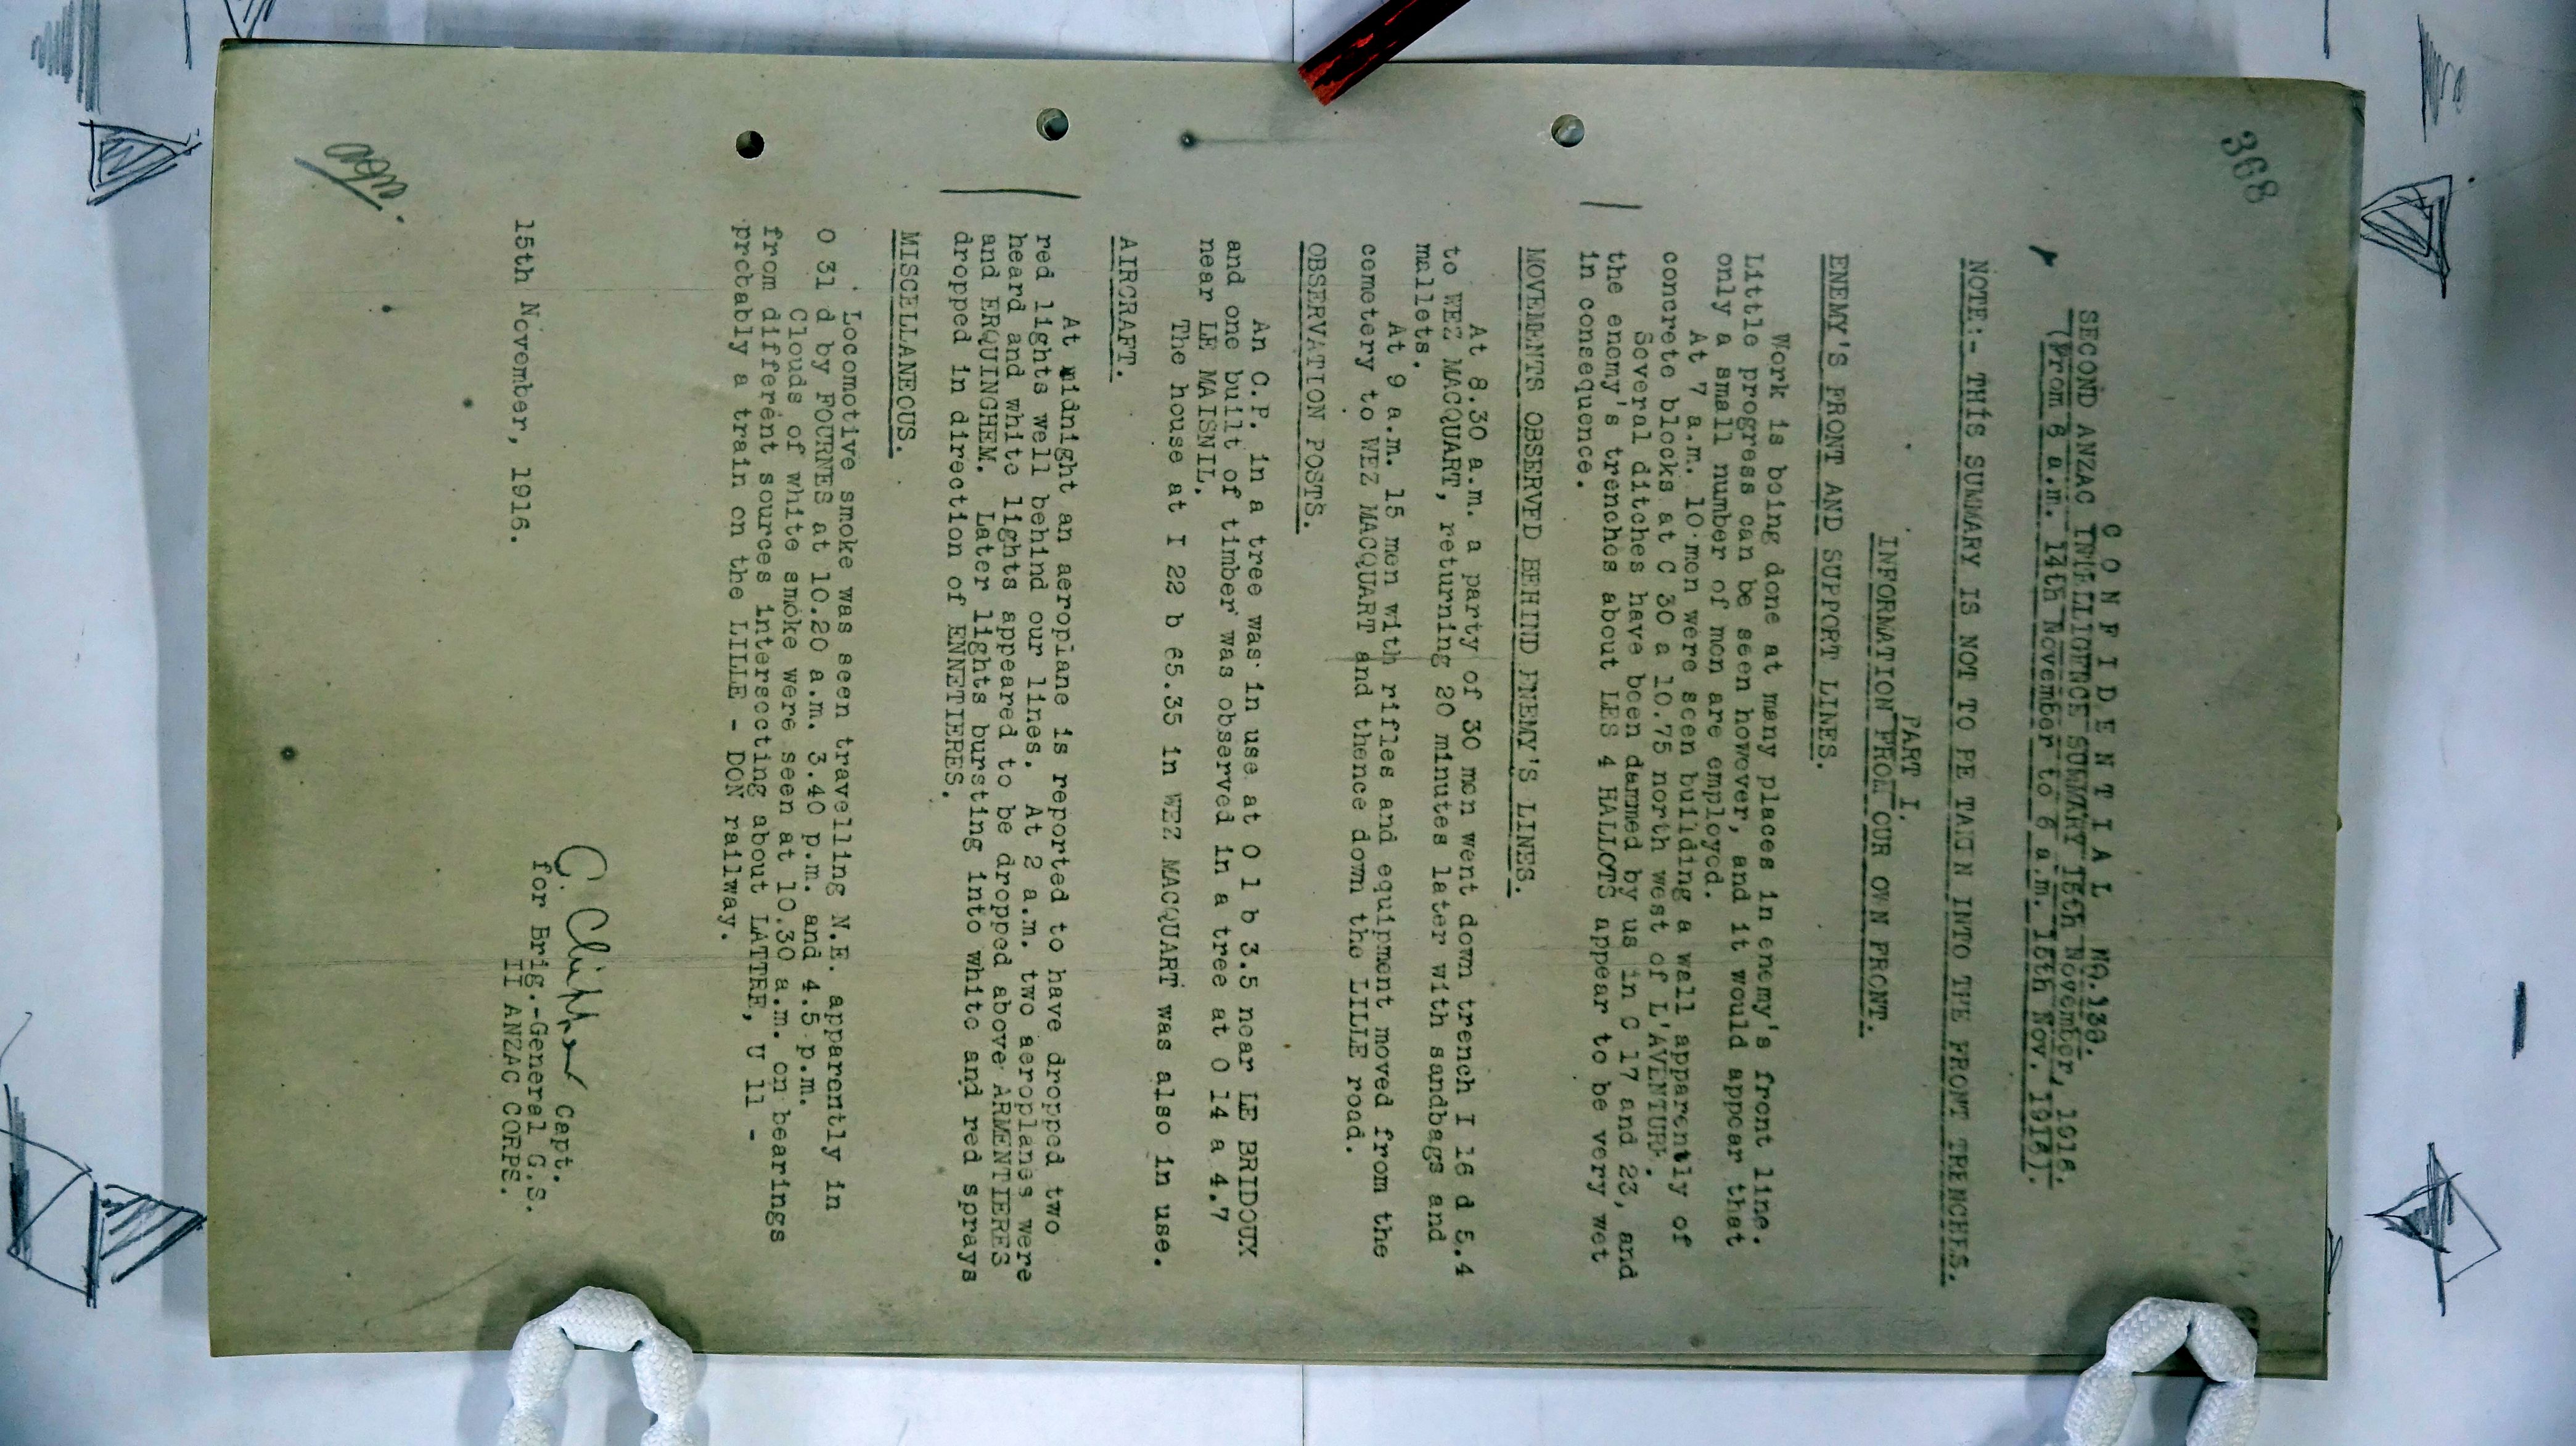 368
C O N F I D E N T I A L NO.136.
SECOND ANZAC INTELLIGENCE SUMMARY 15th November, 1916.
(From 6 a.m. 14th November to 6 a.m. 15th Nov. 1916).
NOTE:- THIS SUMMARY IS NOT TO BE TAKEN INTO THE FRONT TRENCHES.
PART I.
INFORMATION FROM OUR OWN FRONT.
ENEMY'S FRONT AND SUPPORT LINES.
Work is being done at many places in enemy's front line.
Little progress can be seen however, and it would appear that
only a small number of men are employed.
At 7 a.m. 10 men were seen building a wall apparently of
concrete blocks at C 30 a 10.75 north west of L'AVENTURE.
Several ditches have been dammed by us in C 17 and 23, and
the enemy's trenches about LES 4 HALLOTS appear to be very wet
in consequence.
MOVEMENTS OBSERVED BEHIND ENEMY'S LINES.
At 8.30 a.m. a party of 30 men went down trench I 16 d 5.4
to WEZ MACQUART, returning 20 minutes later with sandbags and
mallets.
At 9 a.m. 15 men with rifles and equipment moved from the
cemetery to WEZ MACQUART and thence down the LILLE road.
OBSERVATION POSTS.
An O.P. in a tree was in use at O 1 b 3.5 near LE BRIDOUX
and one built of timber was observed in a tree at O 14 a 4.7
near LE MAISNIL.
The house at I 22 b 65.35 in WEZ MACQUART was also in use.
AIRCRAFT.
At midnight an aeroplane is reported to have dropped two
red lights well behind our lines. At 2 a.m. two aeroplanes were
heard and white lights appeared to be dropped above ARMENTIERES
and ERQUINGHEM. Later lights bursting into white and red sprays
dropped in direction of ENNETIERES.
MISCELLANEOUS.
Locomotive smoke was seen travelling N.E. apparently in
O 31 d by FOURNES at 10.20 a.m. 3.40 p.m. and 4.5 p.m.
Clouds of white smoke were seen at 10.30 a.m. on bearings
from different sources intersecting about LATTRE, U 11 -
probably a train on the LILLE - DON railway.
Capt.
for Brig.-General G.S.
II ANZAC CORPS.
15th November, 1916.